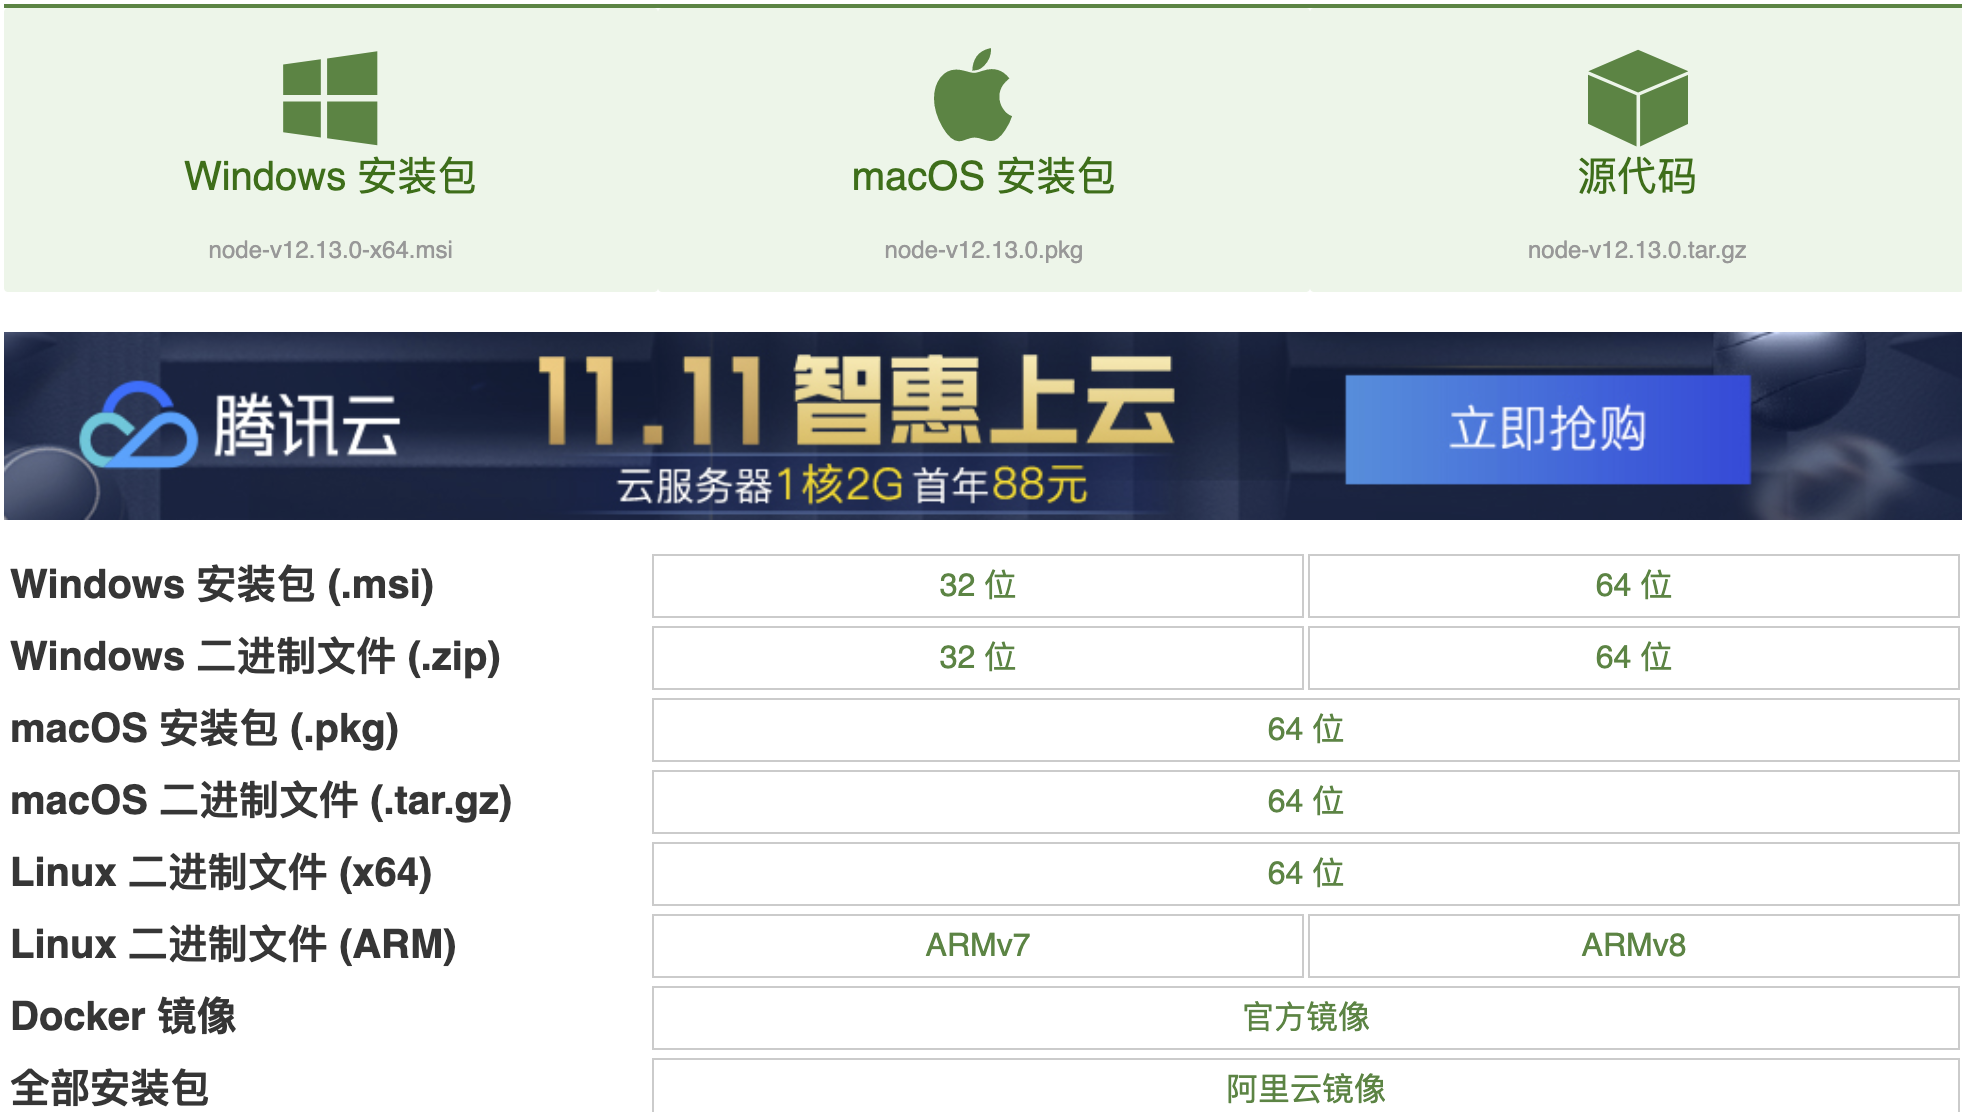 Windows 安装包
macOS 安装包
源代码
node-v12.13.0-x64.msi
node-v12.13.0.pkg
node-v12.13.0.tar.gz
腾讯云
11.11 智惠上云
云服务器1核2G 首年88元
立即抢购
Windows 安装包 (.msi)
32 位
64 位
Windows 二进制文件 (.zip)
32 位
64 位
macOS 安装包 (.pkg)
64 位
macOS 二进制文件 (.tar.gz)
64 位
Linux 二进制文件 (x64)
64 位
Linux 二进制文件 (ARM)
ARMv7
ARMv8
Docker 镜像
官方镜像
全部安装包
阿里云镜像